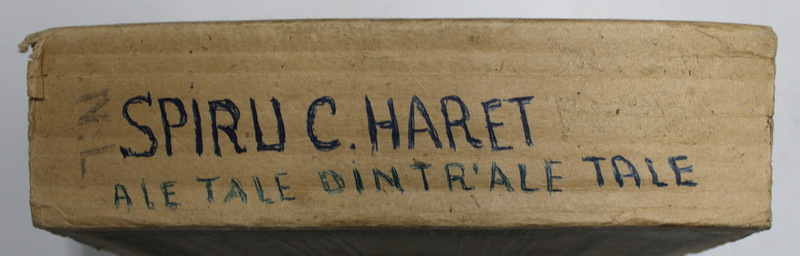 SPIRU C. HARET
ALE TALE DINTR'ALE TALE